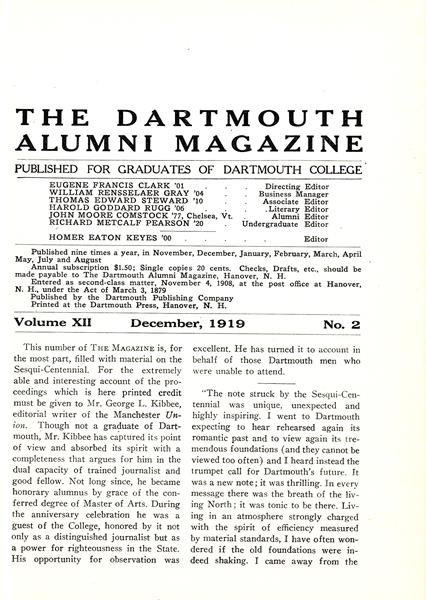 THE DARTMOUTH
ALUMNI MAGAZINE
PUBLISHED FOR GRADUATES OF DARTMOUTH COLLEGE
EUGENE FRANCIS CLARK '01 . . . Directing Editor
WILLIAM RENSSELAER GRAY '04 . . Business Manager
THOMAS EDWARD STEWARD '10 . . Associate Editor
HAROLD GODDARD RUGG '06 . . . Literary Editor
JOHN MOORE COMSTOCK '77, Chelsea, Vt. . Alumni Editor
RICHARD METCALF PEARSON '20 Undergraduate Editor
HOMER EATON KEYES '00 . . . . Editor
Published nine times a year, in November, December, January, February, March, April
May, July and August
Annual subscription $1.50; Single copies 20 cents. Checks, Drafts, etc., should be
made payable to The Dartmouth Alumni Magazine, Hanover, N. H.
Entered as second-class matter, November 4, 1908, at the post office at Hanover,
N. H., under the Act of March 3, 1879
Published by the Dartmouth Publishing Company
Printed at the Dartmouth Press, Hanover, N. H.
Volume XII December, 1919 No. 2
This number of THE MAGAZINE is, for
the most part, filled with material on the
Sesqui-Centennial. For the extremely
able and interesting account of the pro-
ceedings which is here printed credit
must be given to Mr. George L. Kibbee,
editorial writer of the Manchester Un-
ion. Though not a graduate of Dart-
mouth, Mr. Kibbee has captured its point
of view and absorbed its spirit with a
completeness that argues for him in the
dual capacity of trained journalist and
good fellow. Not long since, he became
honorary alumnus by grace of the con-
ferred degree of Master of Arts. During
the anniversary celebration he was a
guest of the College, honored by it not
only as a distinguished journalist but as
a power for righteousness in the State.
His opportunity for observation was
excellent. He has turned it to account in
behalf of those Dartmouth men who
were unable to attend.
"The note struck by the Sesqui-Cen-
tennial was unique, unexpected and
highly inspiring. I went to Dartmouth
expecting to hear rehearsed again its
romantic past and to view again its tre-
mendous foundations (and they cannot be
viewed too often) and I heard instead the
trumpet call for Dartmouth's future. It
was a new note; it was thrilling. In every
message there was the breath of the liv-
ing North; it was tonic to be there. Liv-
ing in an atmosphere strongly charged
with the spirit of efficiency measured
by material standards, I have often won-
dered if the old foundations were in-
deed shaking. I came away from the